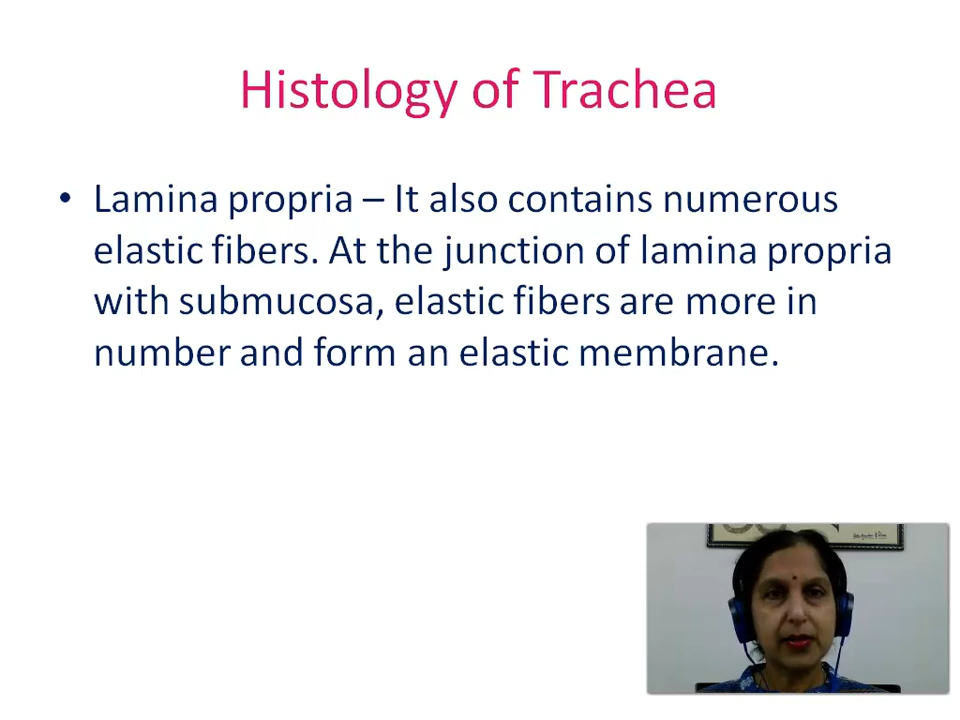 Histology of Trachea
• Lamina propria – It also contains numerous
elastic fibers. At the junction of lamina propria
with submucosa, elastic fibers are more in
number and form an elastic membrane.